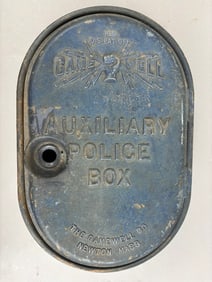 GAMEWELL
AUXILIARY
POLICE
BOX
THE GAMEWELL CO
NEWTON MASS